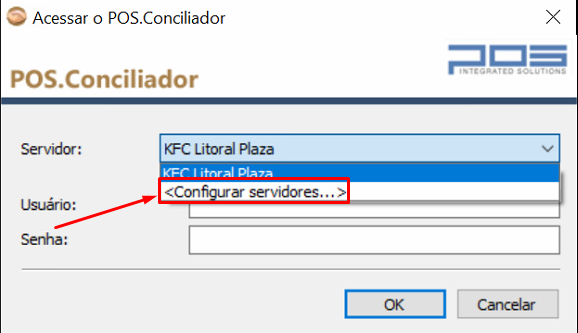 Acessar o POS.Conciliador
POS
INTEGRATED SOLUTIONS
POS.Conciliador
Servidor:
KFC Litoral Plaza
KFC Litoral Plaza
<Configurar servidores...>
Usuário:
Senha:
OK
Cancelar